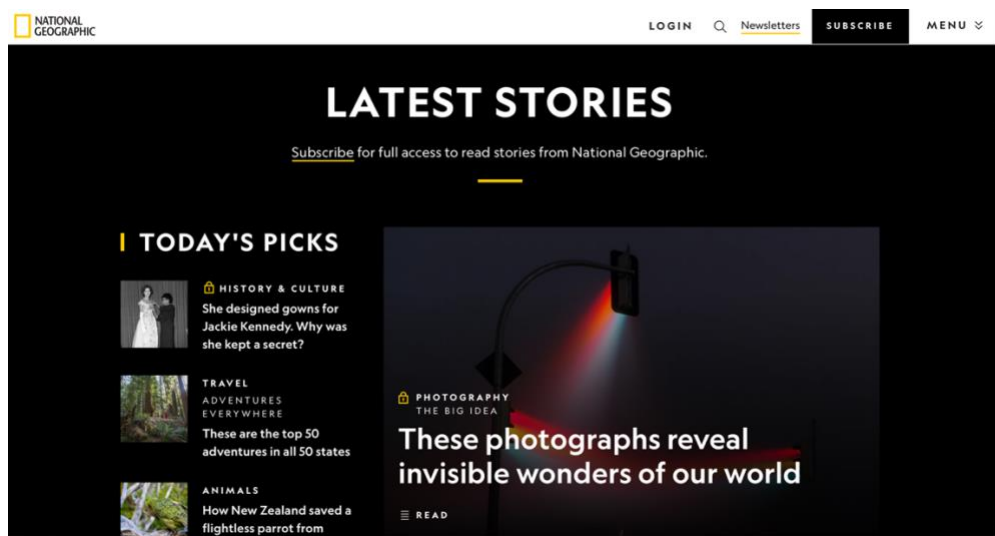 NATIONAL
GEOGRAPHIC
LOGIN
Newsletters
SUBSCRIBE
MENU
LATEST STORIES
Subscribe for full access to read stories from National Geographic.
TODAY'S PICKS
HISTORY & CULTURE
She designed gowns for
Jackie Kennedy. Why was
she kept a secret?
TRAVEL
ADVENTURES
EVERYWHERE
These are the top 50
adventures in all 50 states
ANIMALS
How New Zealand saved a
flightless parrot from
PHOTOGRAPHY
THE BIG IDEA
These photographs reveal
invisible wonders of our world
READ